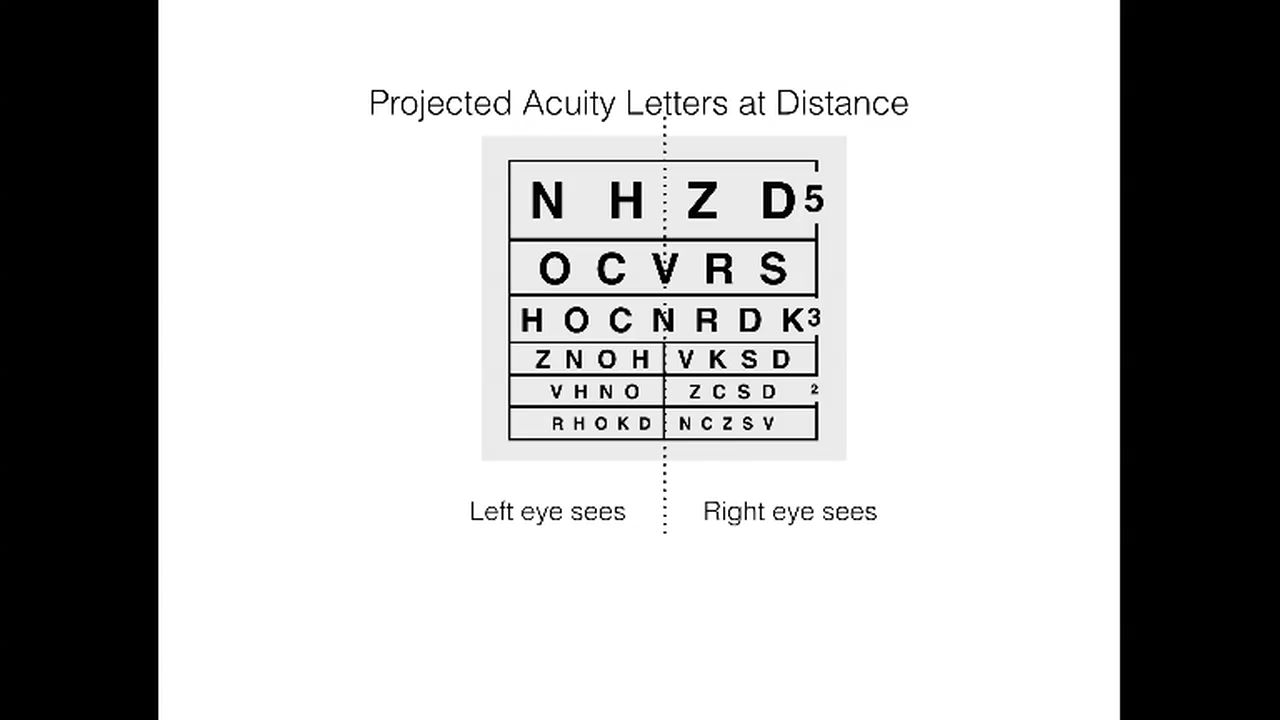 Projected Acuity Letters at Distance
N H Z D 5
O C V R S
H O C N R D K 3
Z N O H V K S D
V H N O Z C S D 2
R H O K D N C Z S V
Left eye sees Right eye sees